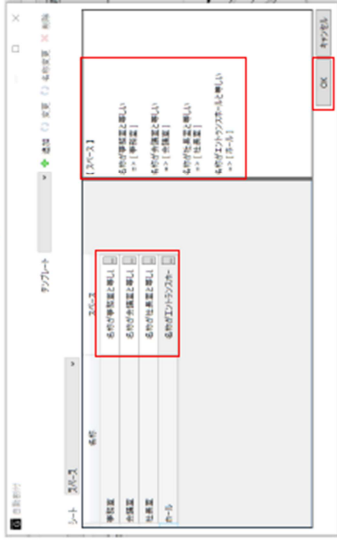 自動割付
シート スペース
テンプレート
追加 変更 名称変更 削除
名称 スペース
事務室 名称が事務室と等しい
会議室 名称が会議室と等しい
社長室 名称が社長室と等しい
ホール 名称がエントランスホー
[ スペース ]
名称が事務室と等しい
=> [ 事務室 ]
名称が会議室と等しい
=> [ 会議室 ]
名称が社長室と等しい
=> [ 社長室 ]
名称がエントランスホールと等しい
=> [ ホール ]
OK キャンセル